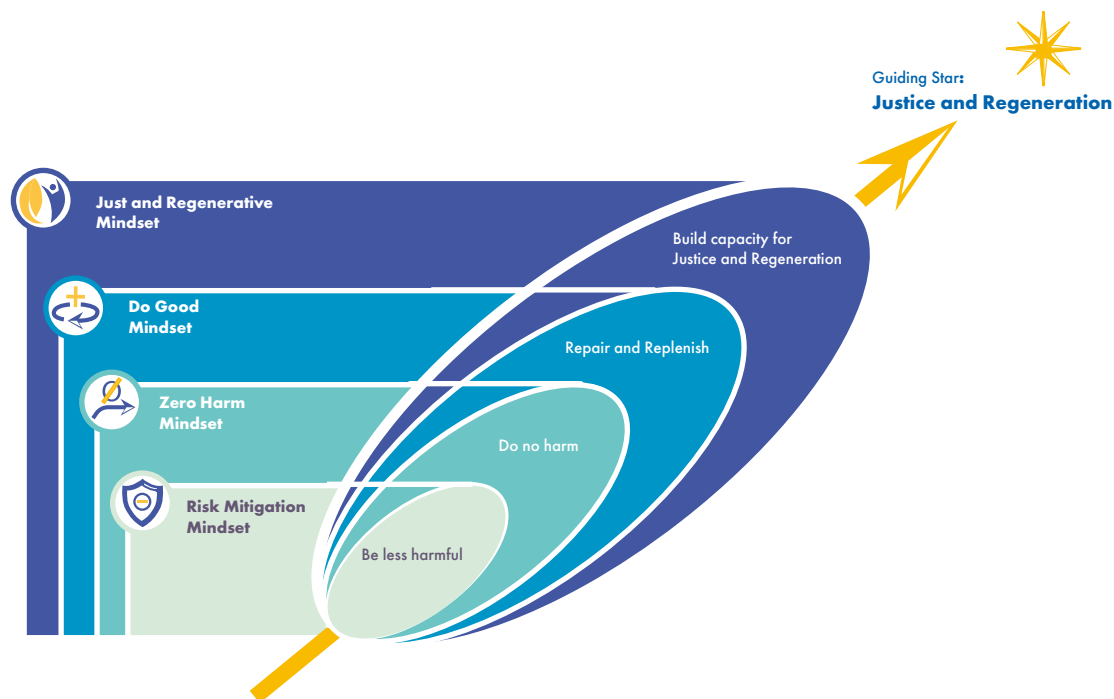 Guiding Star:
Justice and Regeneration
Just and Regenerative
Mindset
Build capacity for
Justice and Regeneration
Do Good
Mindset
Repair and Replenish
Zero Harm
Mindset
Do no harm
Risk Mitigation
Mindset
Be less harmful